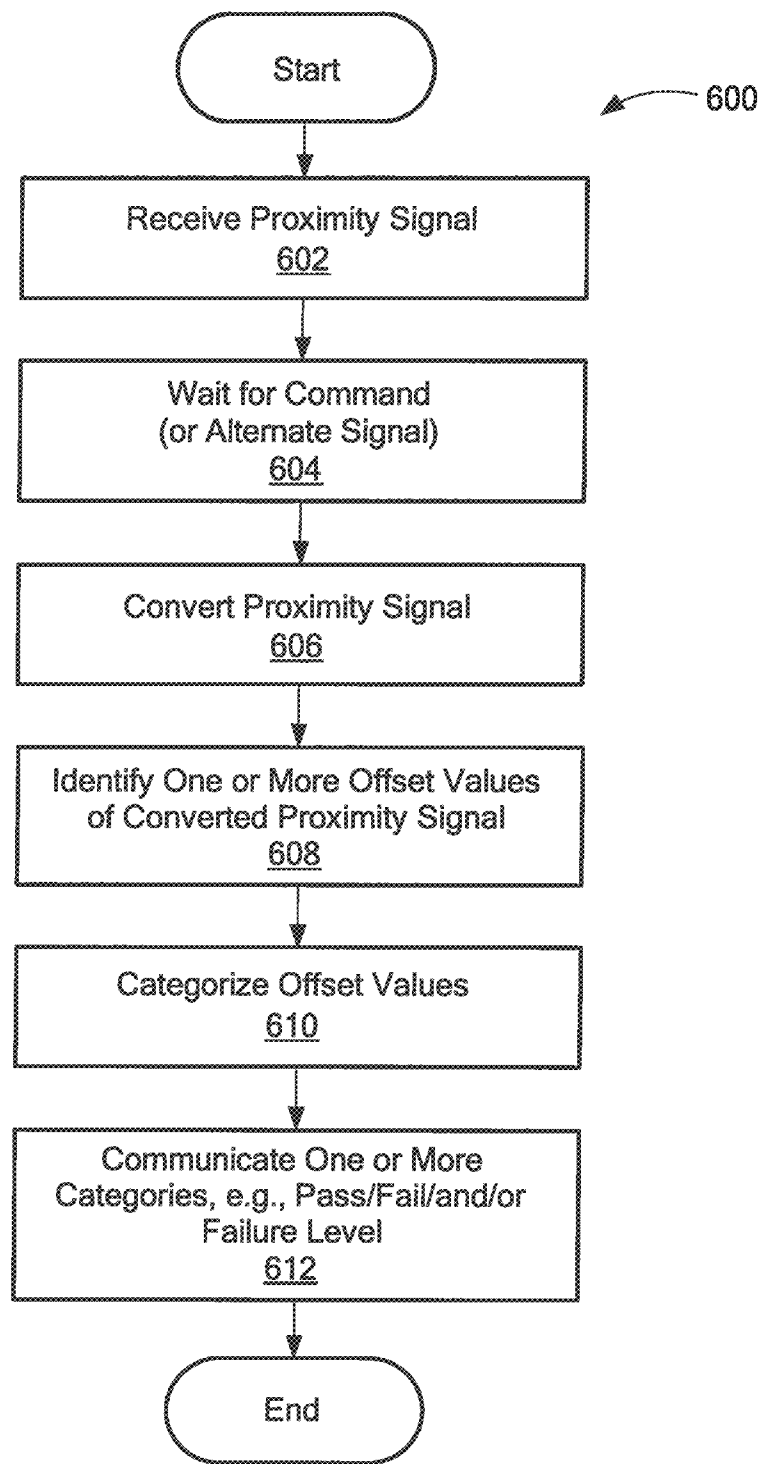 Start
600
Receive Proximity Signal
602
Wait for Command
(or Alternate Signal)
604
Convert Proximity Signal
606
Identify One or More Offset Values
of Converted Proximity Signal
608
Categorize Offset Values
610
Communicate One or More
Categories, e.g., Pass/Fail/and/or
Failure Level
612
End